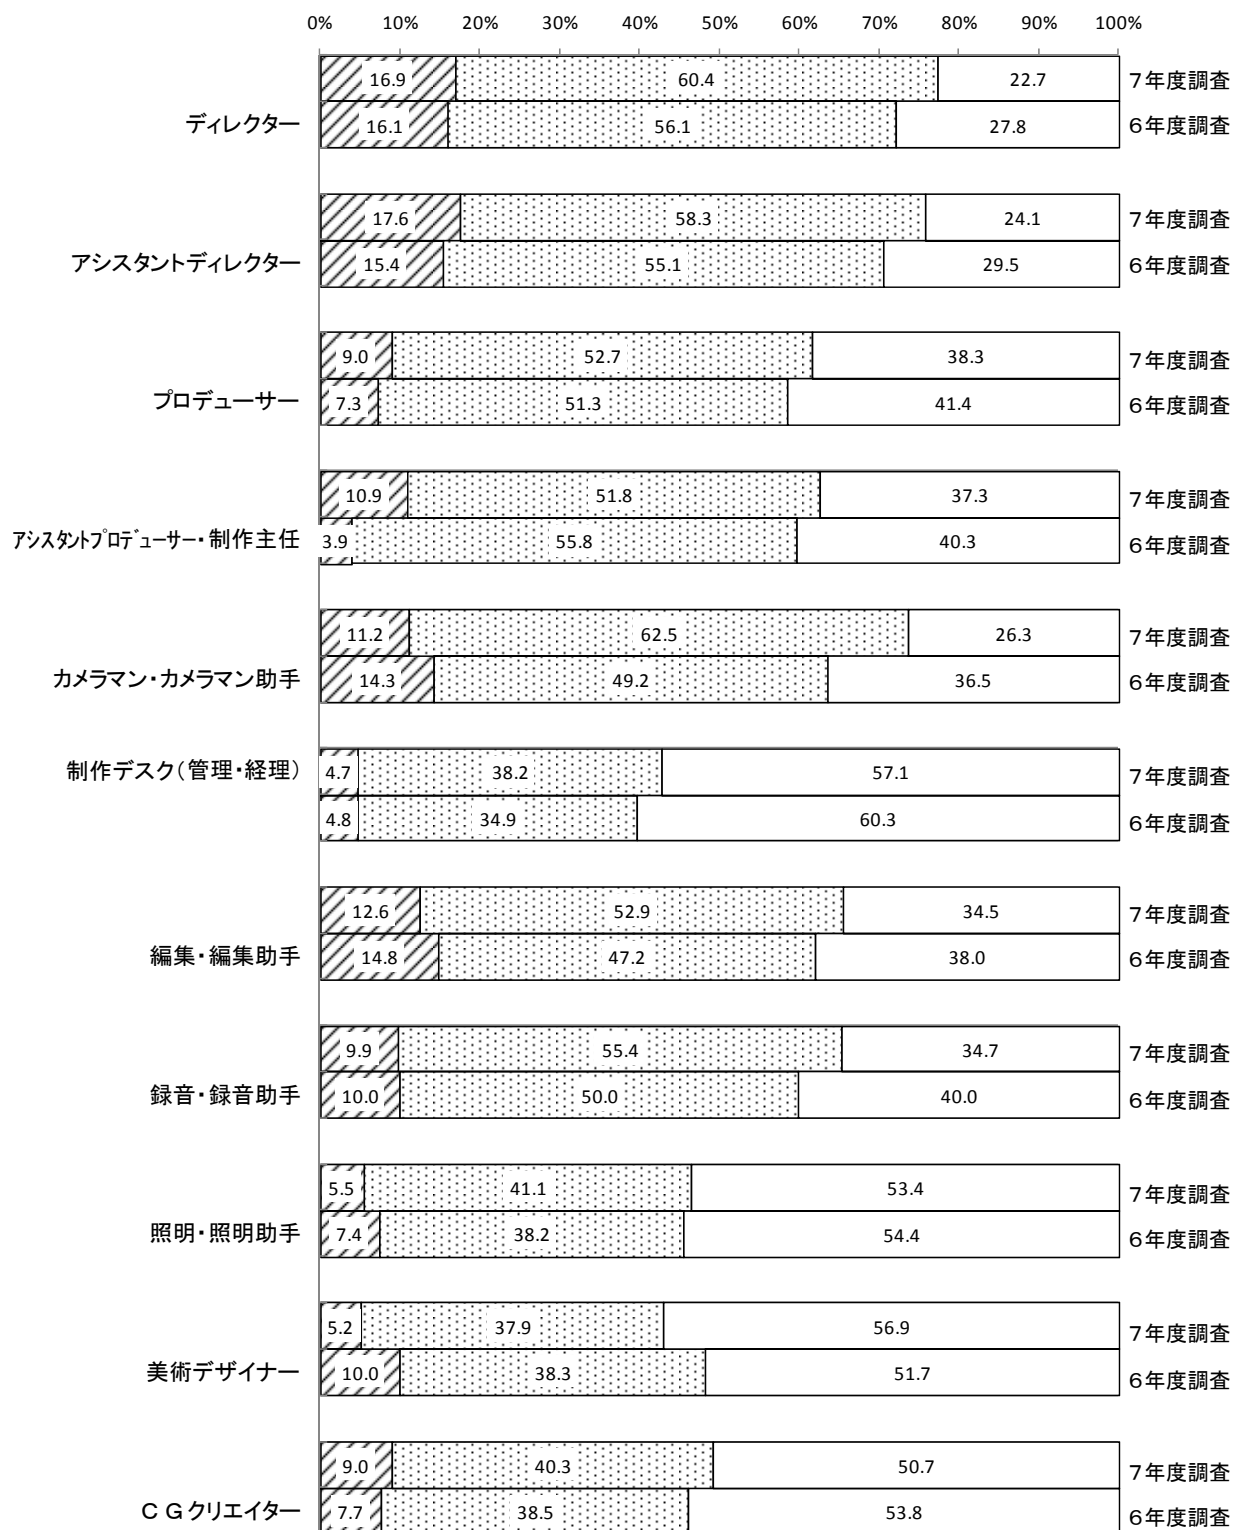 0% 10% 20% 30% 40% 50% 60% 70% 80% 90% 100%
16.9 60.4 22.7 7年度調査
ディレクター 16.1 56.1 27.8 6年度調査
17.6 58.3 24.1 7年度調査
アシスタントディレクター 15.4 55.1 29.5 6年度調査
9.0 52.7 38.3 7年度調査
プロデューサー 7.3 51.3 41.4 6年度調査
10.9 51.8 37.3 7年度調査
アシスタントプロデューサー・制作主任 3.9 55.8 40.3 6年度調査
11.2 62.5 26.3 7年度調査
カメラマン・カメラマン助手 14.3 49.2 36.5 6年度調査
制作デスク(管理・経理) 4.7 38.2 57.1 7年度調査
4.8 34.9 60.3 6年度調査
12.6 52.9 34.5 7年度調査
編集・編集助手 14.8 47.2 38.0 6年度調査
9.9 55.4 34.7 7年度調査
録音・録音助手 10.0 50.0 40.0 6年度調査
5.5 41.1 53.4 7年度調査
照明・照明助手 7.4 38.2 54.4 6年度調査
5.2 37.9 56.9 7年度調査
美術デザイナー 10.0 38.3 51.7 6年度調査
9.0 40.3 50.7 7年度調査
CGクリエイター 7.7 38.5 53.8 6年度調査